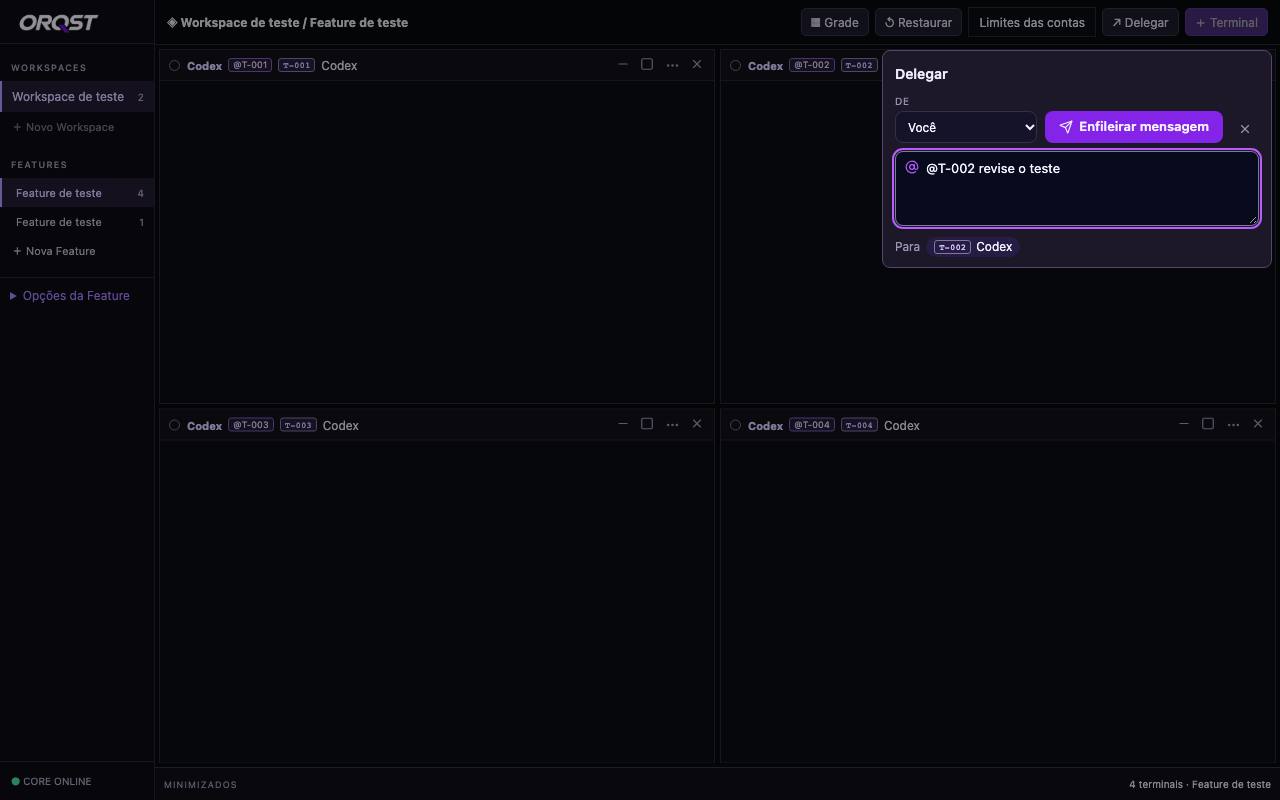 ORQST
◈ Workspace de teste / Feature de teste
▦ Grade
↺ Restaurar
Limites das contas
↗ Delegar
+ Terminal
WORKSPACES
Workspace de teste 2
+ Novo Workspace
FEATURES
Feature de teste 4
Feature de teste 1
+ Nova Feature
▶ Opções da Feature
CORE ONLINE
Codex @T-001 T-001 Codex
Codex @T-002 T-002
Delegar
DE
Você
Enfileirar mensagem
@ @T-002 revise o teste
Para T-002 Codex
Codex @T-003 T-003 Codex
Codex @T-004 T-004 Codex
MINIMIZADOS
4 terminais · Feature de teste